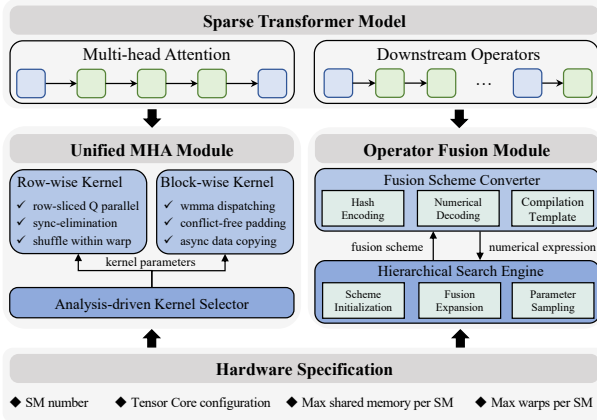 Sparse Transformer Model
Multi-head Attention
Downstream Operators
...
Unified MHA Module
Row-wise Kernel
✓ row-sliced Q parallel
✓ sync-elimination
✓ shuffle within warp
Block-wise Kernel
✓ wmma dispatching
✓ conflict-free padding
✓ async data copying
kernel parameters
Analysis-driven Kernel Selector
Operator Fusion Module
Fusion Scheme Converter
Hash
Encoding
Numerical
Decoding
Compilation
Template
fusion scheme
numerical expression
Hierarchical Search Engine
Scheme
Initialization
Fusion
Expansion
Parameter
Sampling
Hardware Specification
◆ SM number
◆ Tensor Core configuration
◆ Max shared memory per SM
◆ Max warps per SM